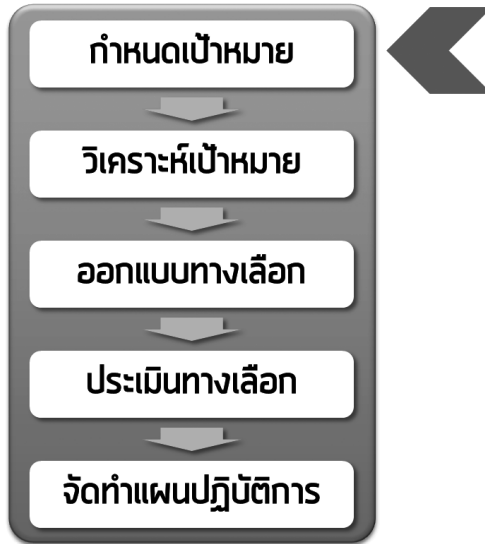 กำหนดเป้าหมาย
วิเคราะห์เป้าหมาย
ออกแบบทางเลือก
ประเมินทางเลือก
จัดทำแผนปฏิบัติการ